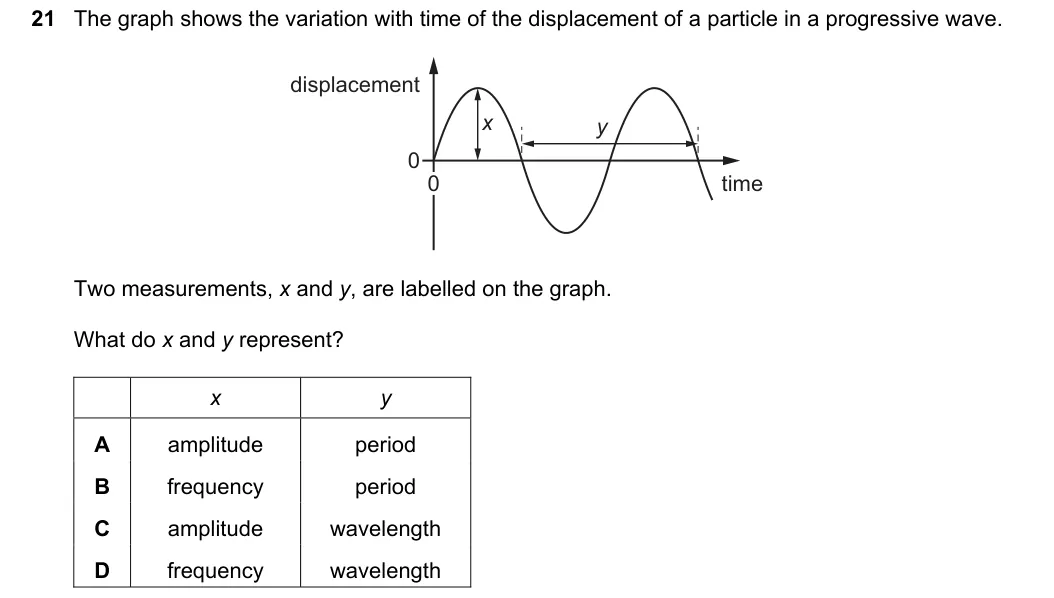 21 The graph shows the variation with time of the displacement of a particle in a progressive wave.
displacement
x
y
0
0
time
Two measurements, x and y, are labelled on the graph.
What do x and y represent?
x y
A amplitude period
B frequency period
C amplitude wavelength
D frequency wavelength